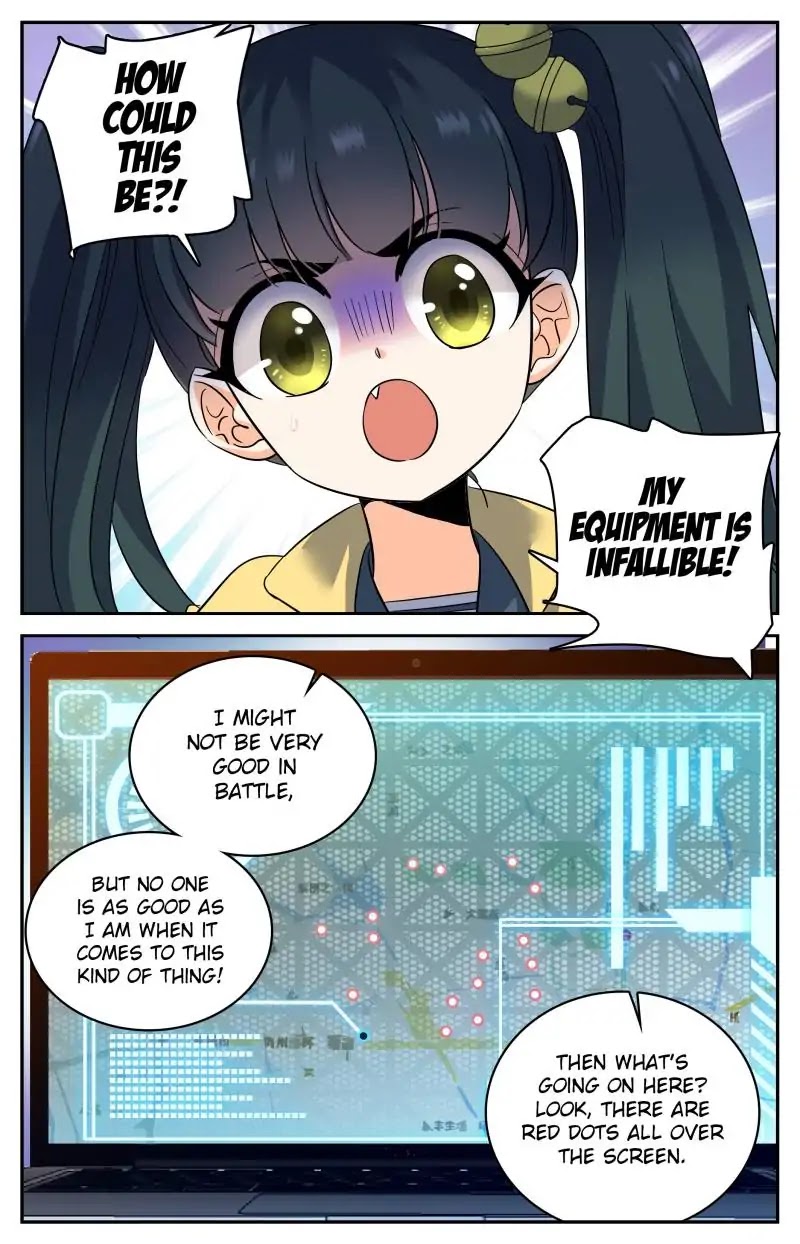 HOW
COULD
THIS
BE?!
MY
EQUIPMENT IS
INFALLIBLE!
I MIGHT
NOT BE VERY
GOOD IN
BATTLE,
BUT NO ONE
IS AS GOOD AS
I AM WHEN IT
COMES TO THIS
KIND OF THING!
THEN WHAT'S
GOING ON HERE?
LOOK, THERE ARE
RED DOTS ALL OVER
THE SCREEN.